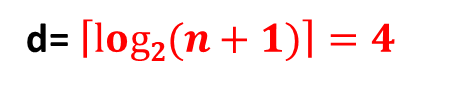 d= ⌈log₂(n + 1)⌉ = 4